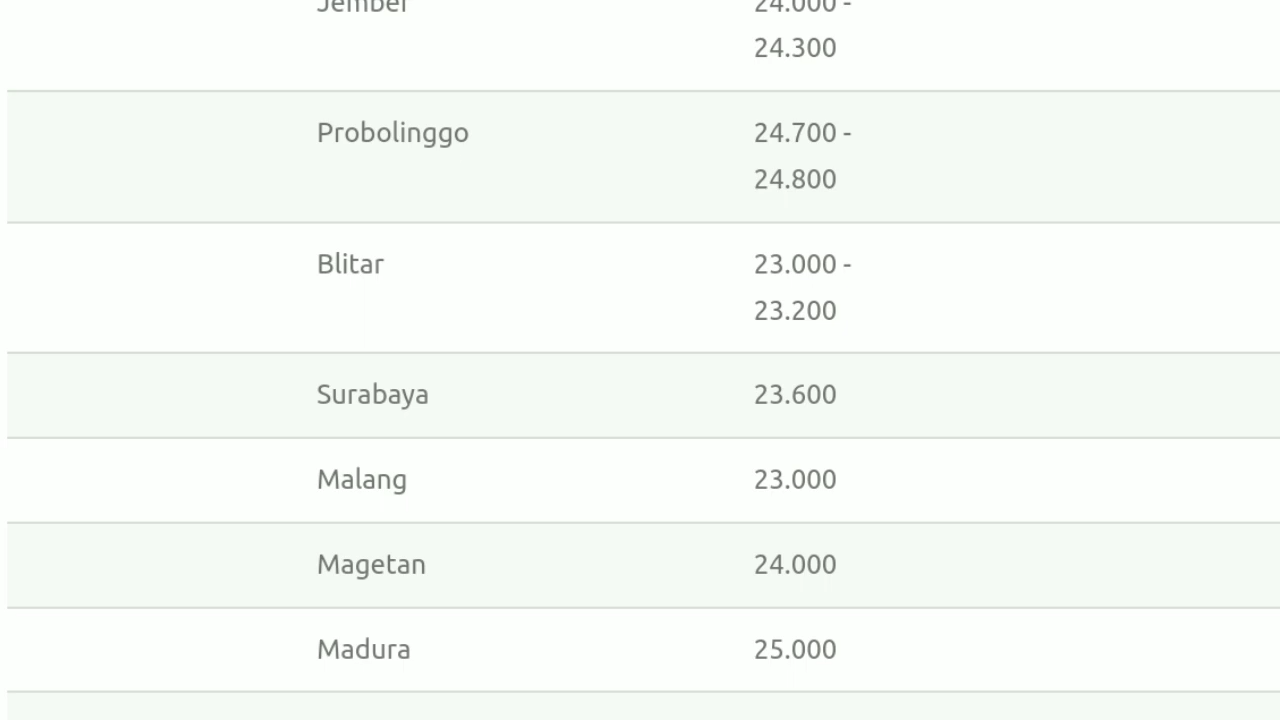 Jember 24.000 -
24.300
Probolinggo 24.700 -
24.800
Blitar 23.000 -
23.200
Surabaya 23.600
Malang 23.000
Magetan 24.000
Madura 25.000